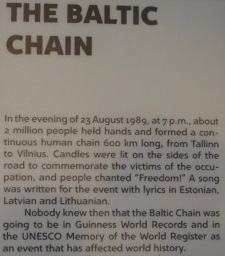 THE BALTIC
CHAIN
In the evening of 23 August 1989, at 7 p.m., about
2 million people held hands and formed a con-
tinuous human chain 600 km long, from Tallinn
to Vilnius. Candles were lit on the sides of the
road to commemorate the victims of the occu-
pation, and people chanted "Freedom!" A song
was written for the event with lyrics in Estonian,
Latvian and Lithuanian.
Nobody knew then that the Baltic Chain was
going to be in Guinness World Records and in
the UNESCO Memory of the World Register as
an event that has affected world history.